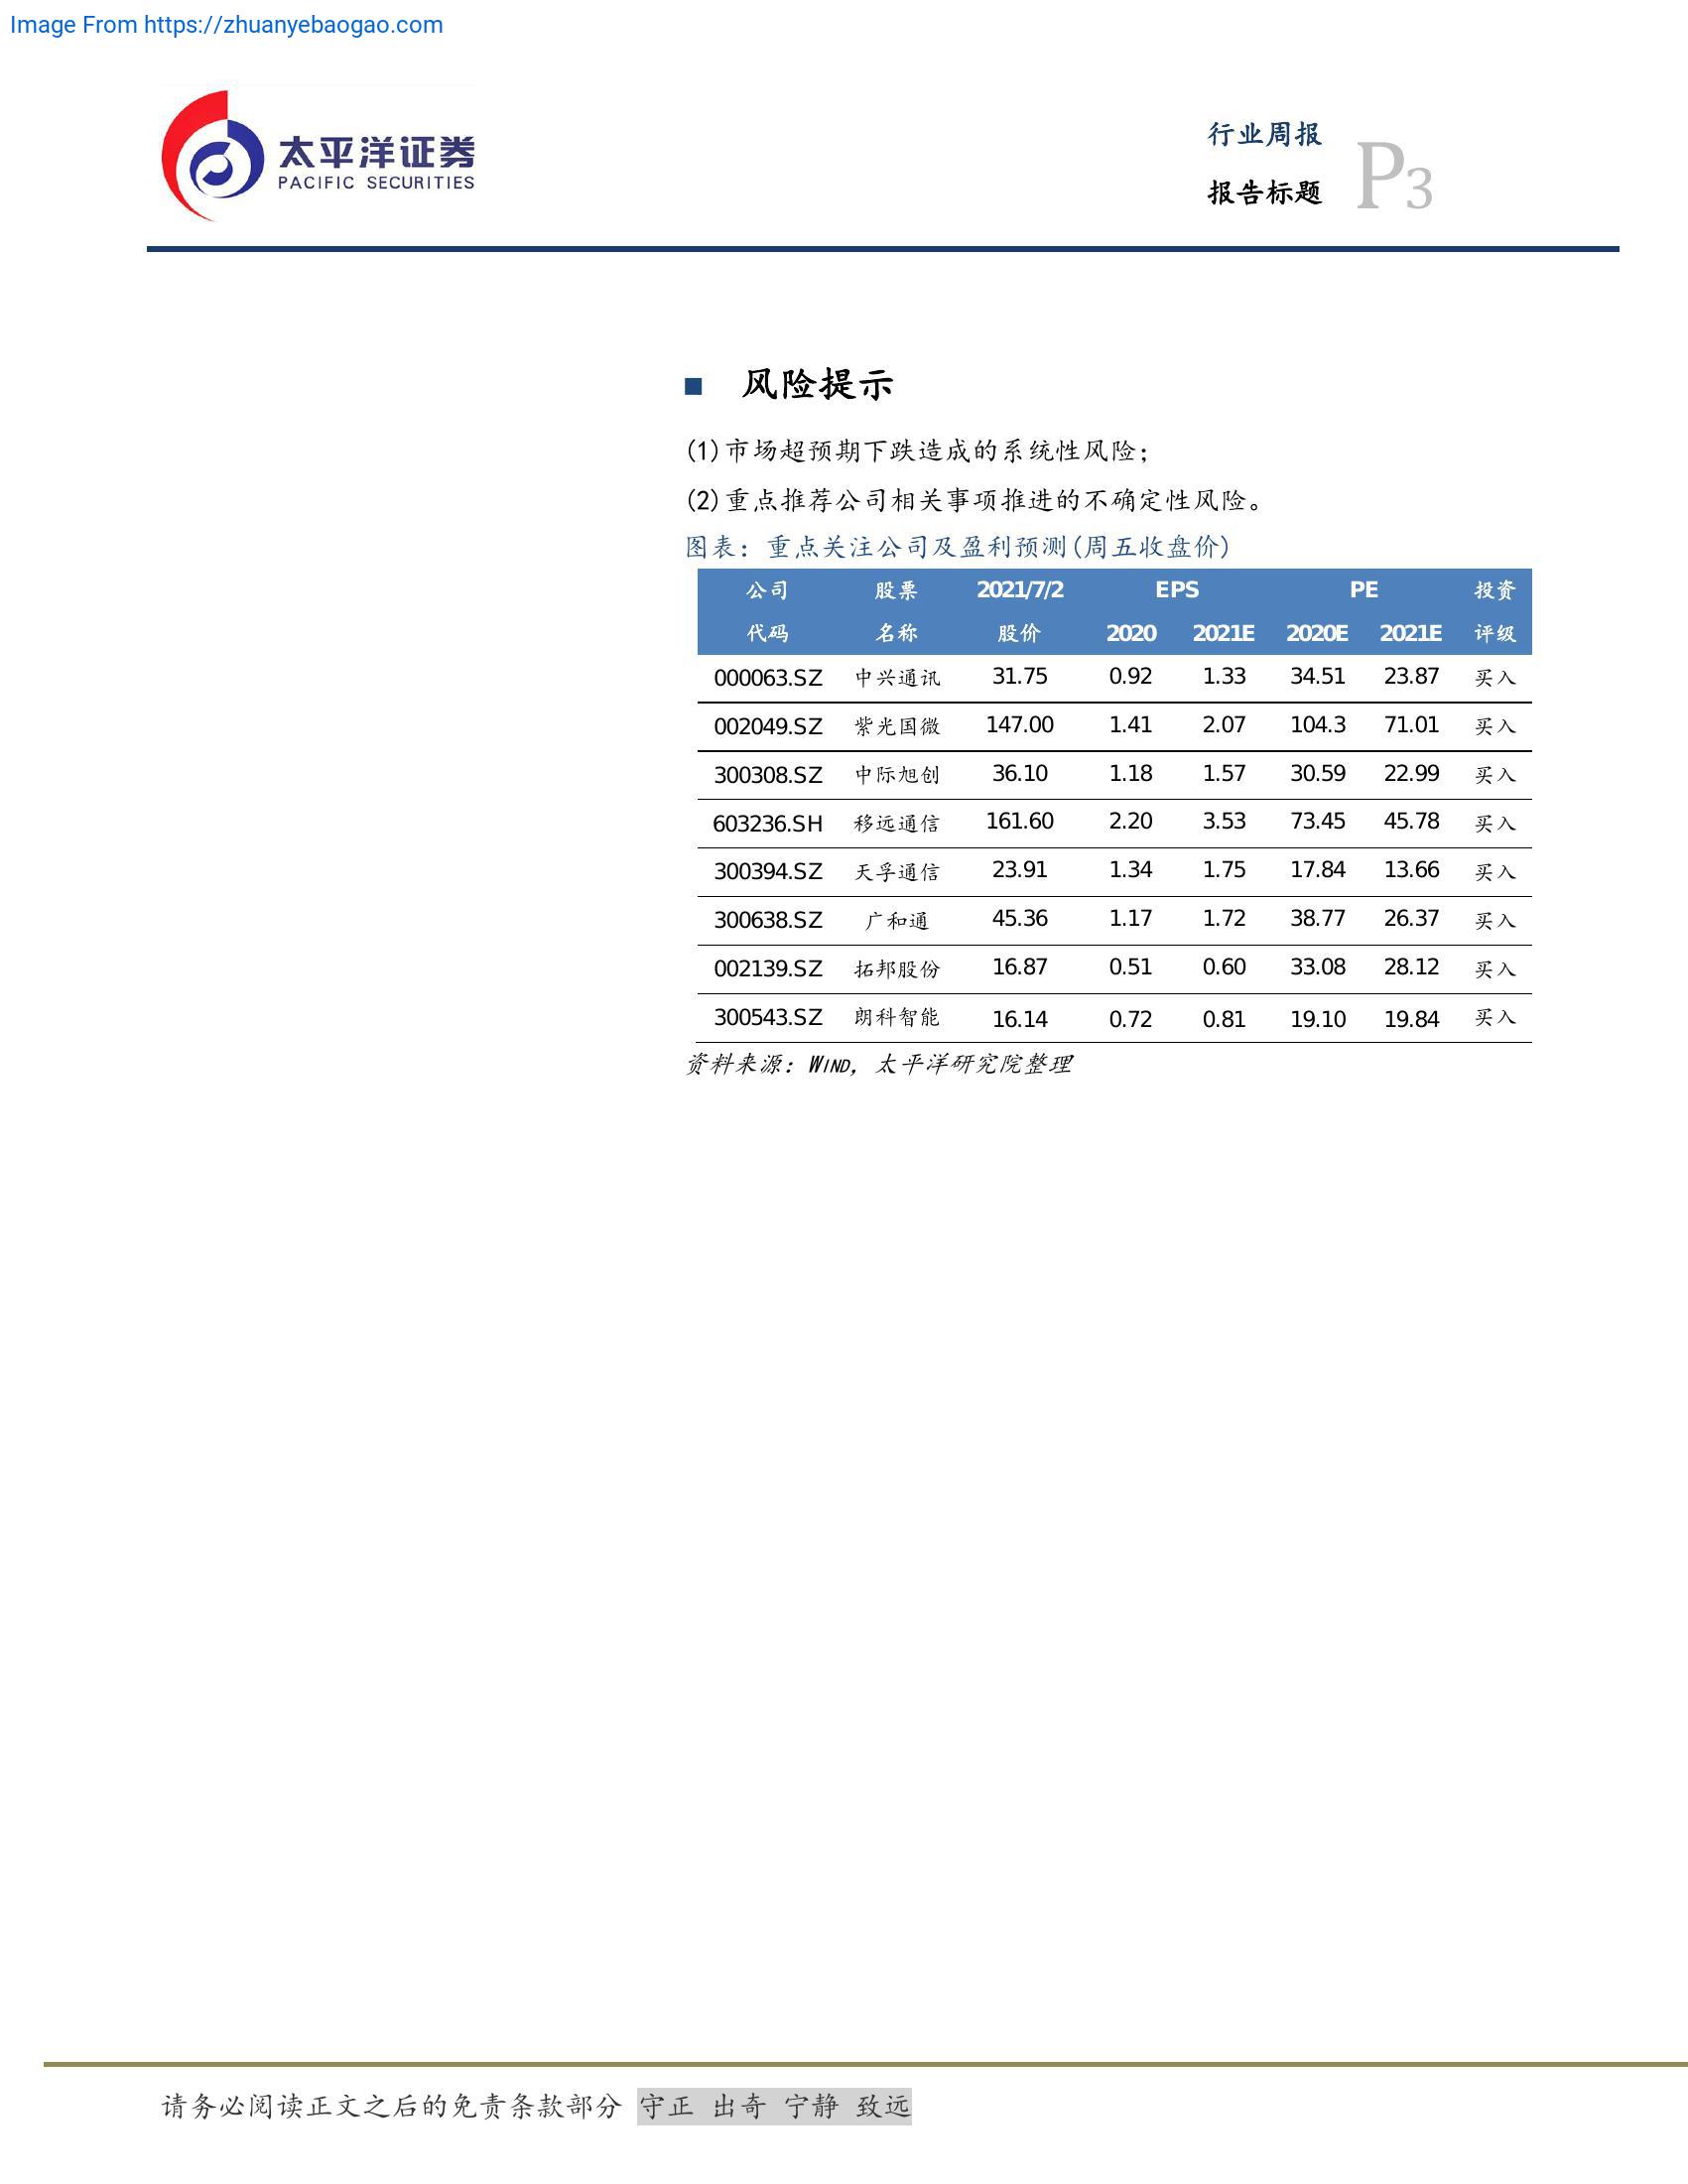 Image From https://zhuanyebaogao.com
太平洋证券
PACIFIC SECURITIES
行业周报
报告标题
P3
■ 风险提示
(1)市场超预期下跌造成的系统性风险；
(2)重点推荐公司相关事项推进的不确定性风险。
图表：重点关注公司及盈利预测(周五收盘价)
公司 股票 2021/7/2 EPS PE 投资
代码 名称 股价 2020 2021E 2020E 2021E 评级
000063.SZ 中兴通讯 31.75 0.92 1.33 34.51 23.87 买入
002049.SZ 紫光国微 147.00 1.41 2.07 104.3 71.01 买入
300308.SZ 中际旭创 36.10 1.18 1.57 30.59 22.99 买入
603236.SH 移远通信 161.60 2.20 3.53 73.45 45.78 买入
300394.SZ 天孚通信 23.91 1.34 1.75 17.84 13.66 买入
300638.SZ 广和通 45.36 1.17 1.72 38.77 26.37 买入
002139.SZ 拓邦股份 16.87 0.51 0.60 33.08 28.12 买入
300543.SZ 朗科智能 16.14 0.72 0.81 19.10 19.84 买入
资料来源：WIND，太平洋研究院整理
请务必阅读正文之后的免责条款部分 守正 出奇 宁静 致远